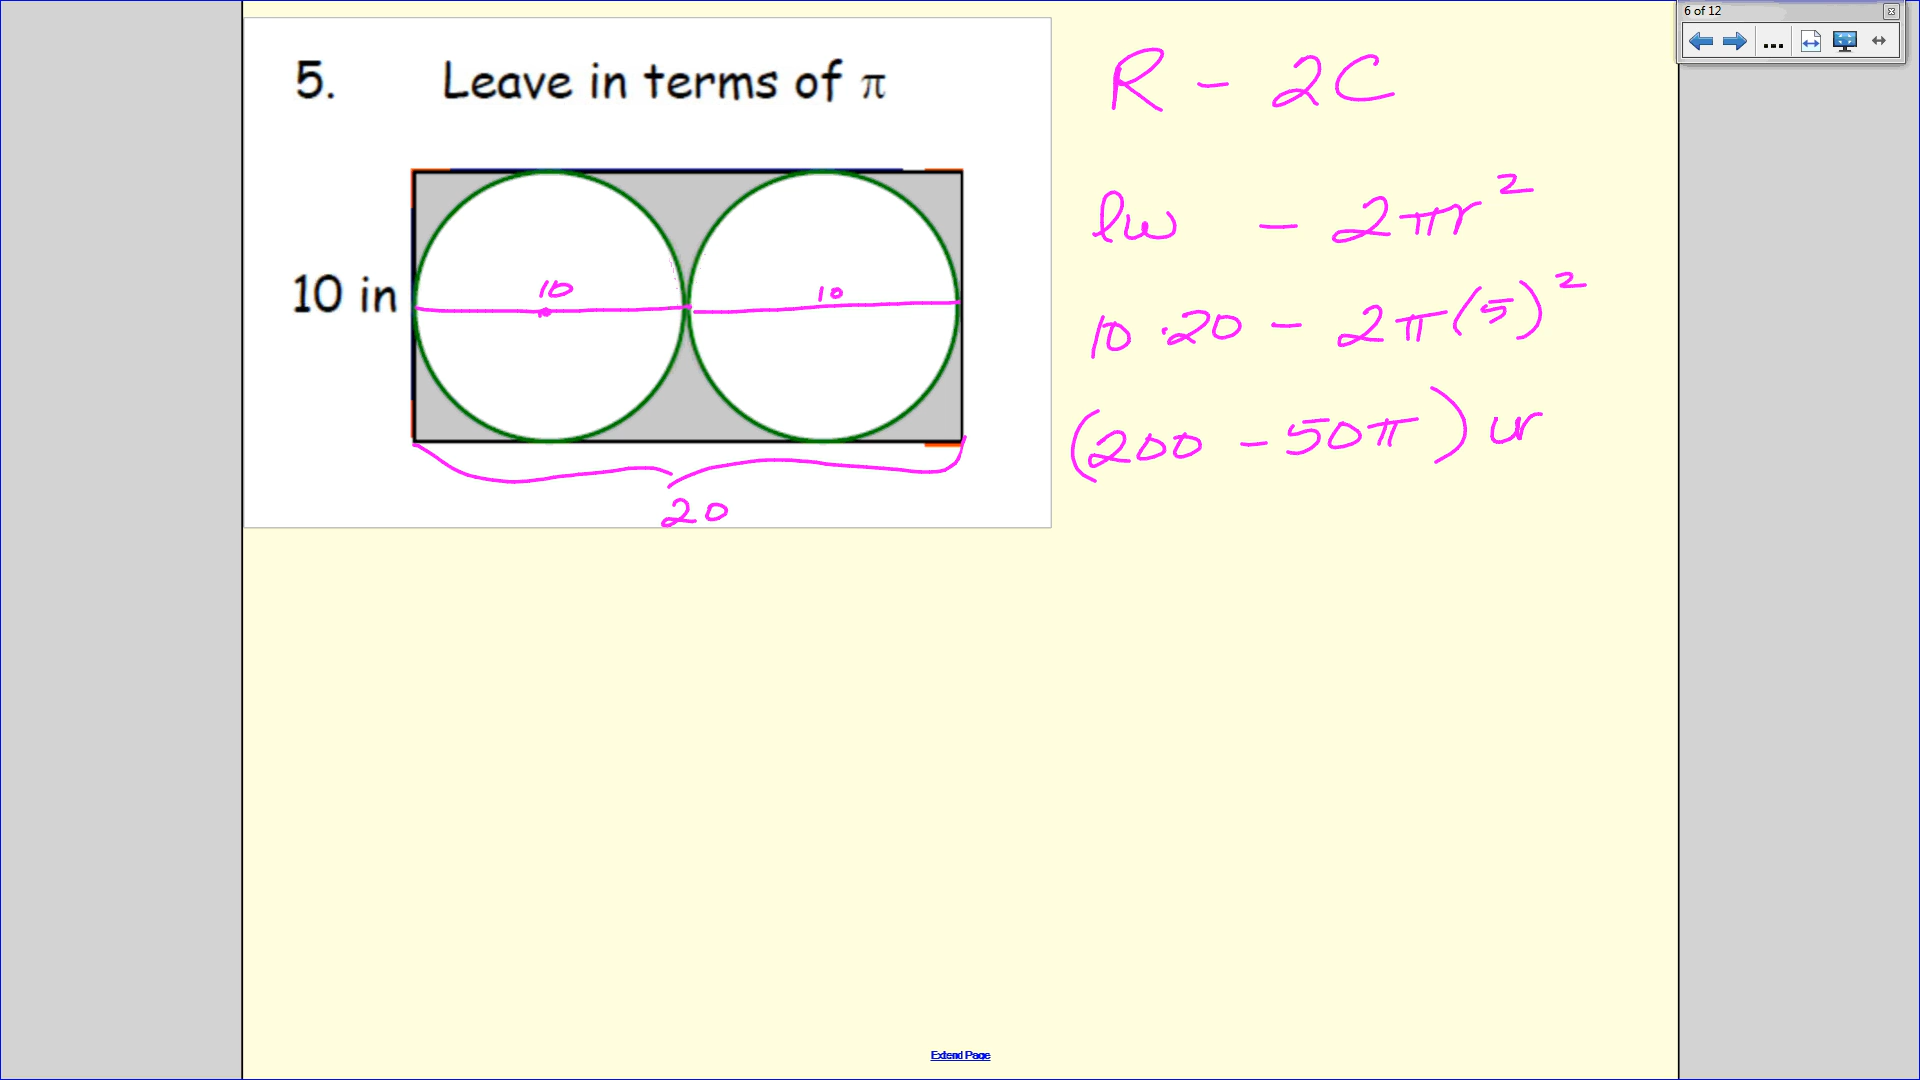 6 of 12
5. Leave in terms of π
10 in
10
10
20
R - 2C
lw - 2πr²
10 · 20 - 2π(5)²
(200 - 50π)
Extend Page